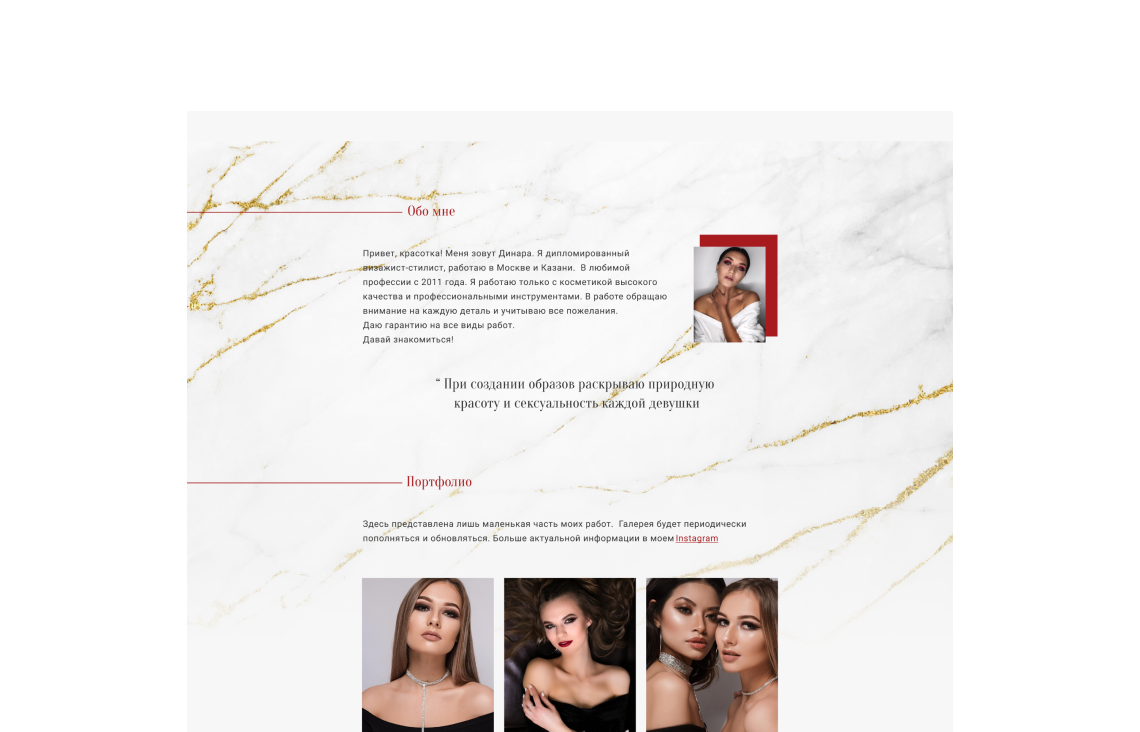 Обо мне
Привет, красотка! Меня зовут Динара. Я дипломированный
визажист-стилист, работаю в Москве и Казани. В любимой
профессии с 2011 года. Я работаю только с косметикой высокого
качества и профессиональными инструментами. В работе обращаю
внимание на каждую деталь и учитываю все пожелания.
Даю гарантию на все виды работ.
Давай знакомиться!
“ При создании образов раскрываю природную
красоту и сексуальность каждой девушки
Портфолио
Здесь представлена лишь маленькая часть моих работ. Галерея будет периодически
пополняться и обновляться. Больше актуальной информации в моем Instagram